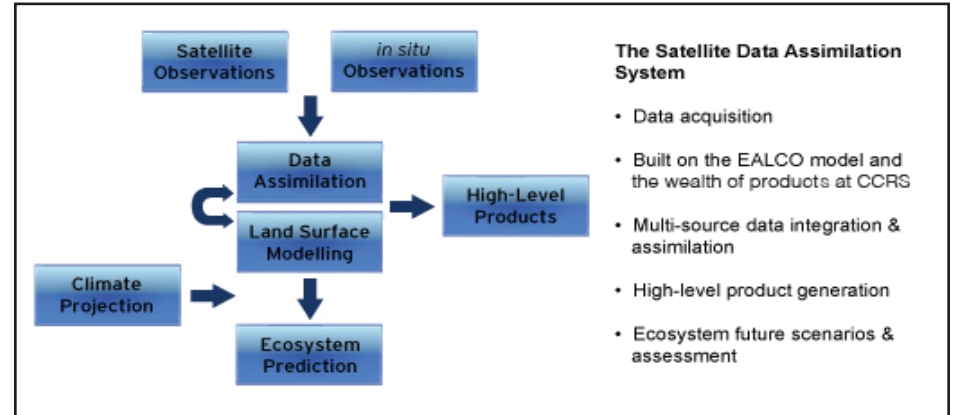 Satellite
Observations
in situ
Observations
Data
Assimilation
High-Level
Products
Land Surface
Modelling
Climate
Projection
Ecosystem
Prediction
The Satellite Data Assimilation
System
• Data acquisition
• Built on the EALCO model and
the wealth of products at CCRS
• Multi-source data integration &
assimilation
• High-level product generation
• Ecosystem future scenarios &
assessment